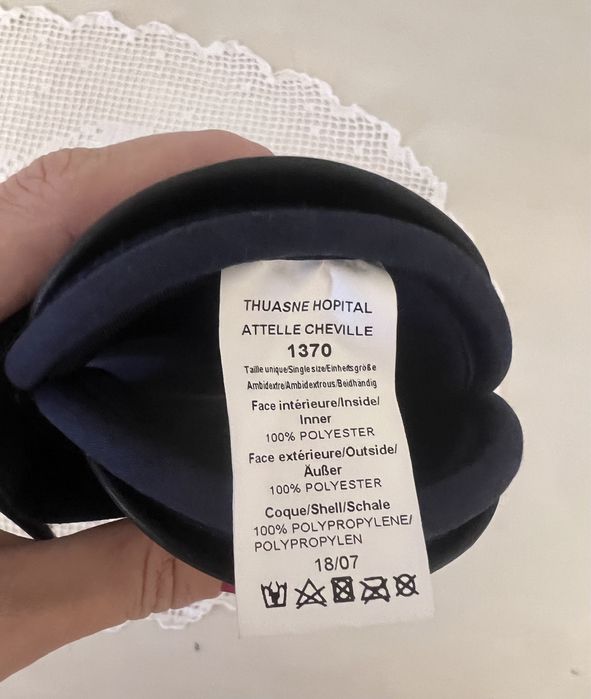 THUASNE HOPITAL
ATTELLE CHEVILLE
1370
Taille unique/Single size/Einheitsgröße
Ambidextre/Ambidextrous/Beidhändig
Face intérieure/Inside/
Inner
100% POLYESTER
Face extérieure/Outside/
Äußer
100% POLYESTER
Coque/Shell/Schale
100% POLYPROPYLENE/
POLYPROPYLEN
18/07